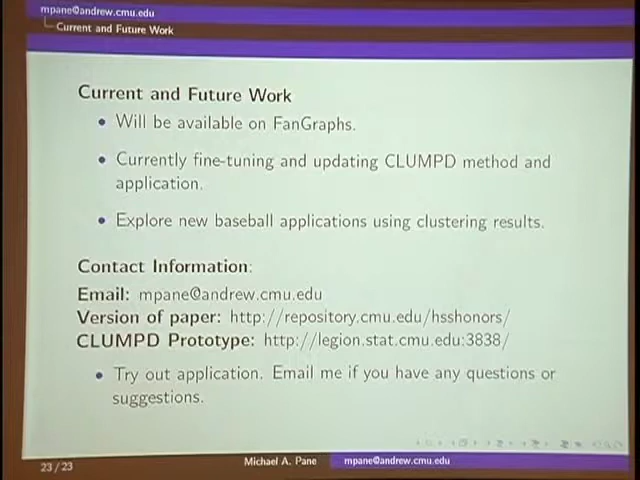 mpane@andrew.cmu.edu
Current and Future Work
Current and Future Work
Will be available on FanGraphs.
Currently fine-tuning and updating CLUMPD method and
application.
Explore new baseball applications using clustering results.
Contact Information:
Email: mpane@andrew.cmu.edu
Version of paper: http://repository.cmu.edu/hsshonors/
CLUMPD Prototype: http://legion.stat.cmu.edu:3838/
Try out application. Email me if you have any questions or
suggestions.
23/23
Michael A. Pane
mpane@andrew.cmu.edu